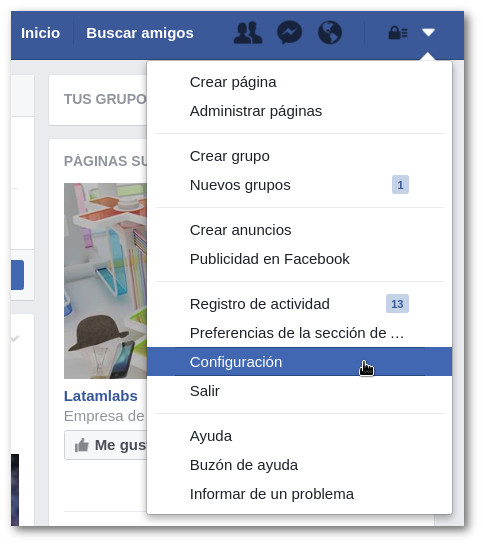 Inicio
Buscar amigos
TUS GRUPO
PÁGINAS SU
Crear página
Administrar páginas
Crear grupo
Nuevos grupos 1
Crear anuncios
Publicidad en Facebook
Registro de actividad 13
Preferencias de la sección de ...
Configuración
Salir
Latamlabs
Empresa de
Me gus
Ayuda
Buzón de ayuda
Informar de un problema